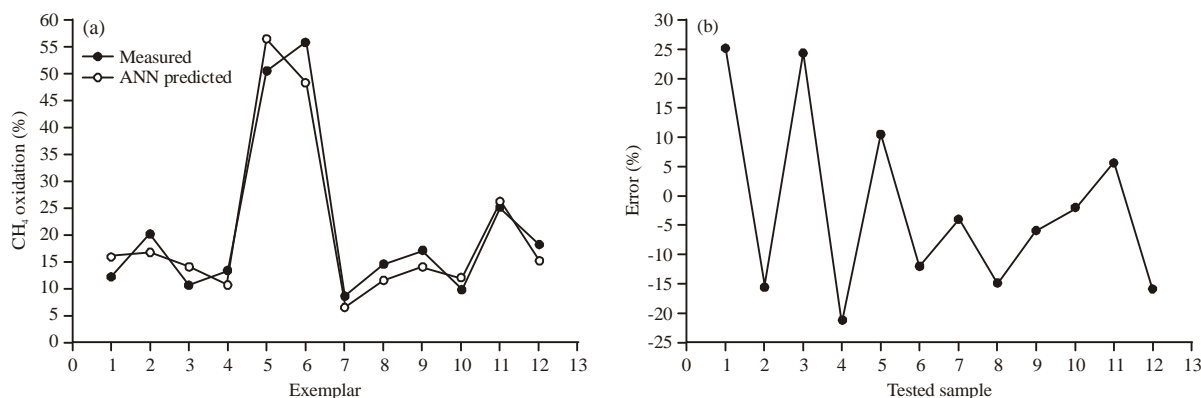 (a)
Measured
ANN predicted
60
55
50
45
40
35
30
25
20
15
10
5
0
CH₄ oxidation (%)
0 1 2 3 4 5 6 7 8 9 10 11 12 13
Exemplar
(b)
30
25
20
15
10
5
0
-5
-10
-15
-20
-25
Error (%)
0 1 2 3 4 5 6 7 8 9 10 11 12 13
Tested sample